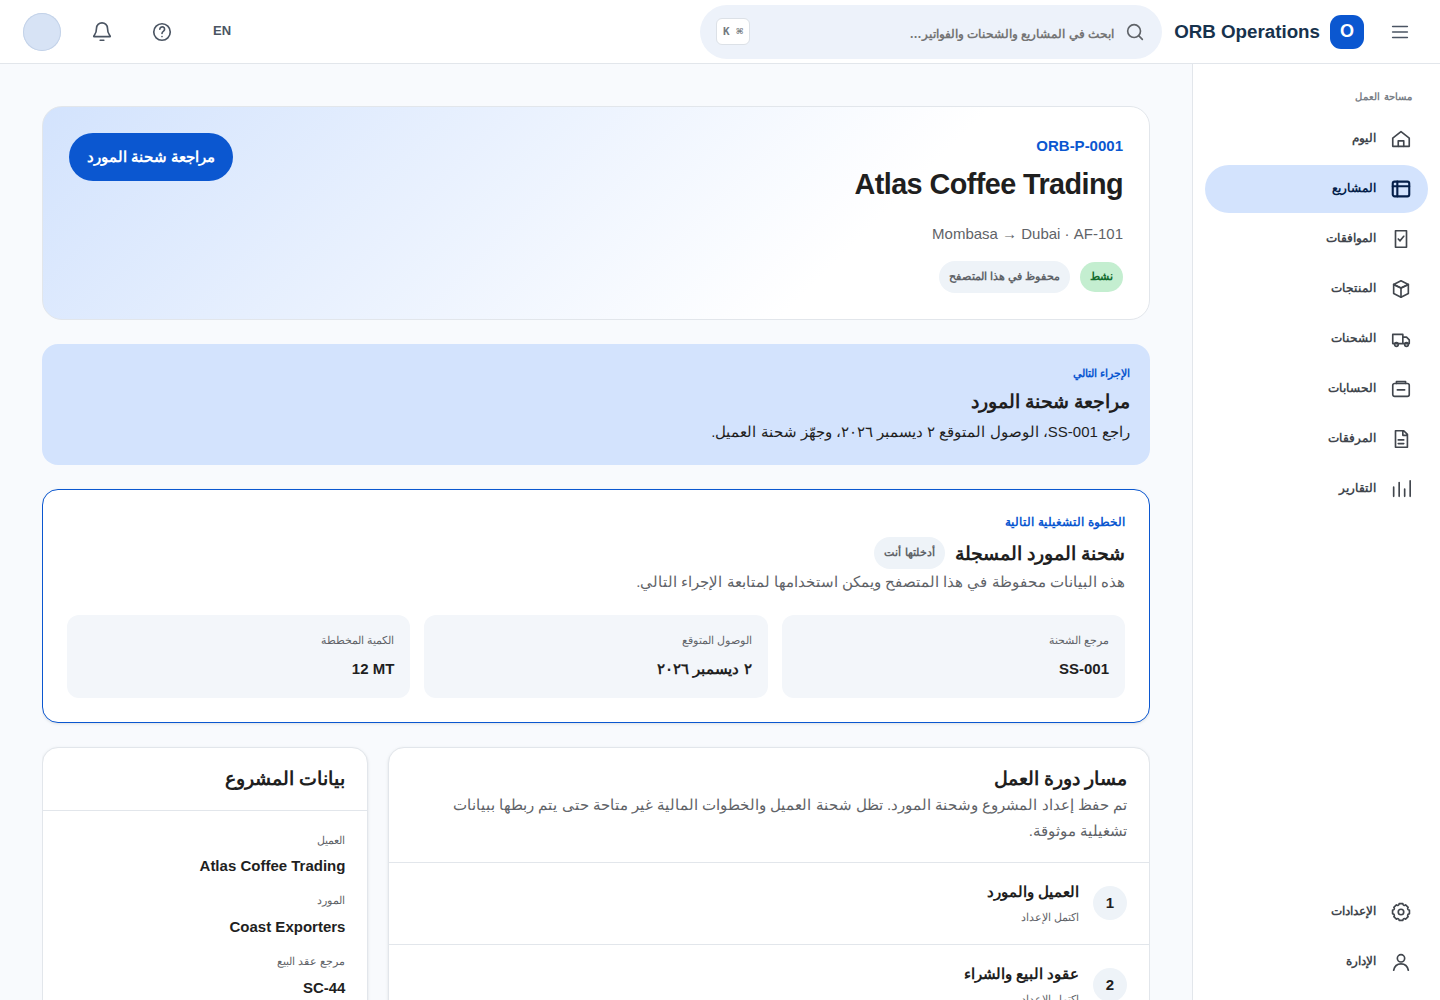 O
ORB Operations
ابحث في المشاريع والشحنات والفواتير...
⌘ K
EN
مساحة العمل
اليوم
المشاريع
الموافقات
المنتجات
الشحنات
الحسابات
المرفقات
التقارير
الإعدادات
الإدارة
ORB-P-0001
Atlas Coffee Trading
Mombasa → Dubai · AF-101
نشط
محفوظ في هذا المتصفح
مراجعة شحنة المورد
الإجراء التالي
مراجعة شحنة المورد
راجع SS-001، الوصول المتوقع ٢ ديسمبر ٢٠٢٦، وجهّز شحنة العميل.
الخطوة التشغيلية التالية
شحنة المورد المسجلة
أدخلتها أنت
هذه البيانات محفوظة في هذا المتصفح ويمكن استخدامها لمتابعة الإجراء التالي.
مرجع الشحنة
SS-001
الوصول المتوقع
٢ ديسمبر ٢٠٢٦
الكمية المخططة
12 MT
مسار دورة العمل
تم حفظ إعداد المشروع وشحنة المورد. تظل شحنة العميل والخطوات المالية غير متاحة حتى يتم ربطها ببيانات
تشغيلية موثوقة.
1
العميل والمورد
اكتمل الإعداد
2
عقود البيع والشراء
اكتمل الإعداد
بيانات المشروع
العميل
Atlas Coffee Trading
المورد
Coast Exporters
مرجع عقد البيع
SC-44